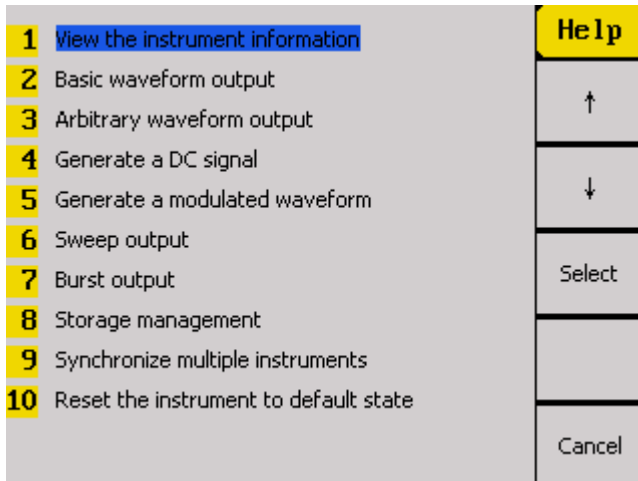 1 View the instrument information
2 Basic waveform output
3 Arbitrary waveform output
4 Generate a DC signal
5 Generate a modulated waveform
6 Sweep output
7 Burst output
8 Storage management
9 Synchronize multiple instruments
10 Reset the instrument to default state
Help
↑
↓
Select
Cancel